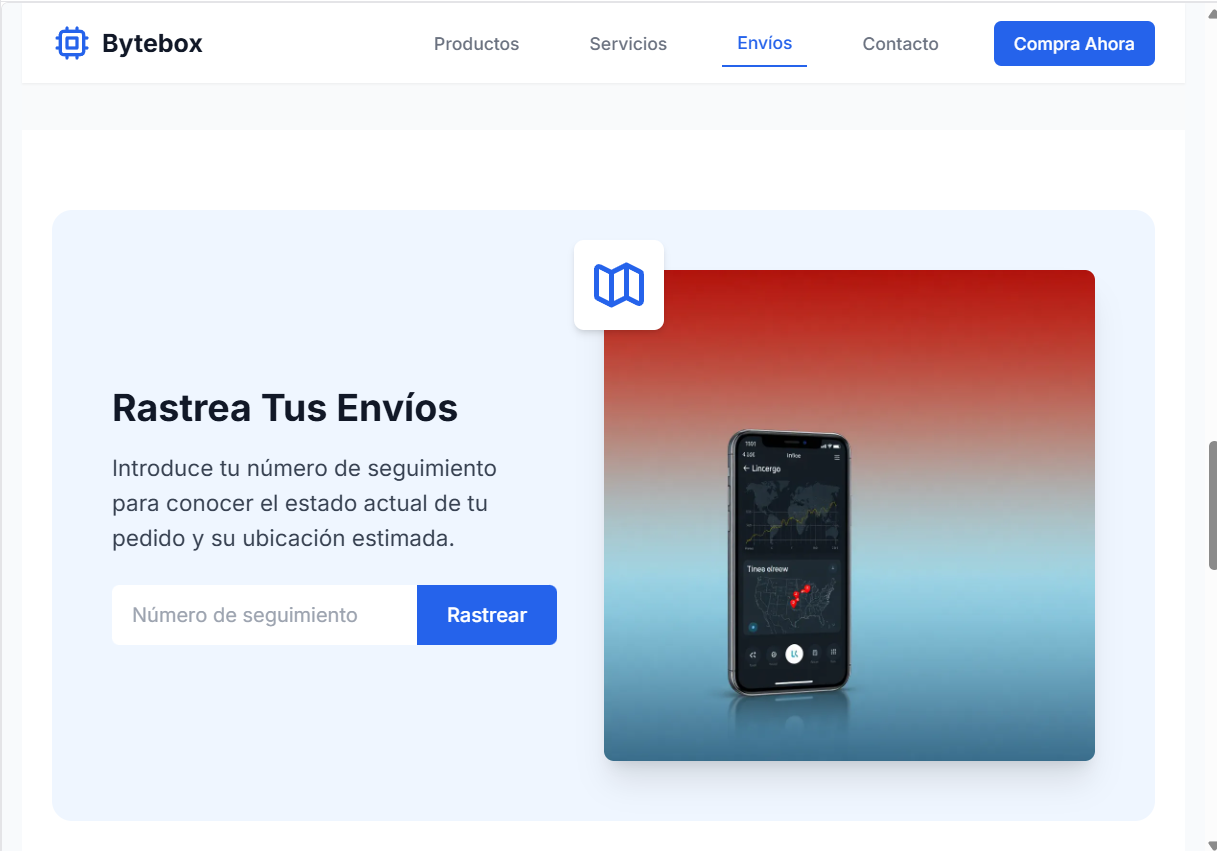 Bytebox
Productos
Servicios
Envíos
Contacto
Compra Ahora
Rastrea Tus Envíos
Introduce tu número de seguimiento
para conocer el estado actual de tu
pedido y su ubicación estimada.
Número de seguimiento
Rastrear
Lincergo
Tinea elreew